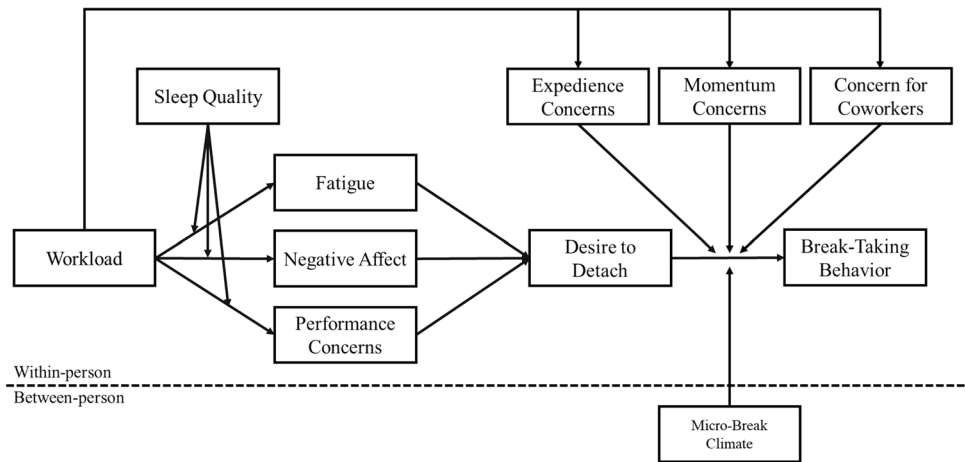 Expedience
Concerns
Momentum
Concerns
Concern for
Coworkers
Sleep Quality
Fatigue
Workload
Negative Affect
Desire to
Detach
Break-Taking
Behavior
Performance
Concerns
Within-person
Between-person
Micro-Break
Climate